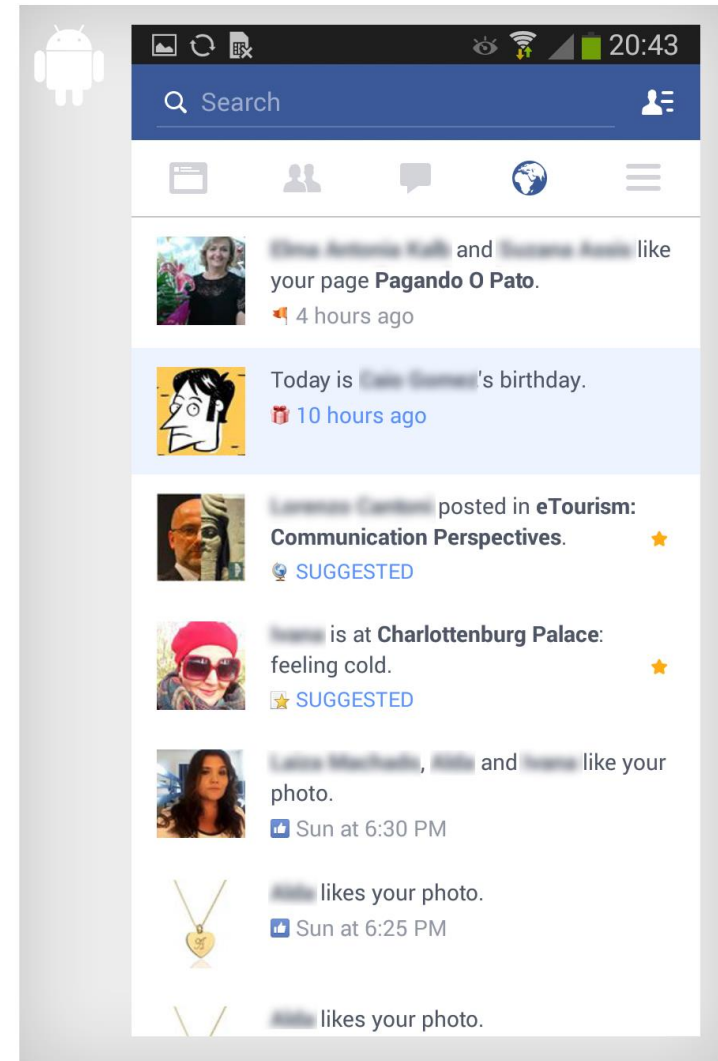 20:43
Search
and like
your page Pagando O Pato.
4 hours ago
Today is 's birthday.
10 hours ago
posted in eTourism:
Communication Perspectives.
SUGGESTED
is at Charlottenburg Palace:
feeling cold.
SUGGESTED
, and like your
photo.
Sun at 6:30 PM
likes your photo.
Sun at 6:25 PM
likes your photo.